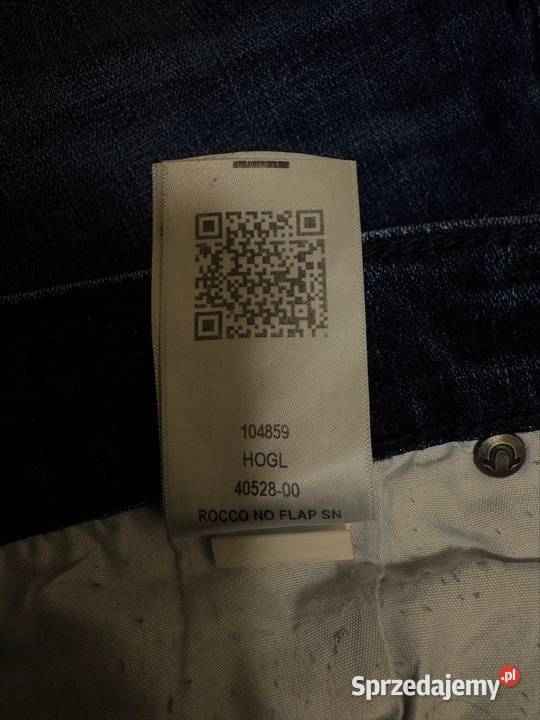 104859
HOGL
40528-00
ROCCO NO FLAP SN
Sprzedajemy.pl